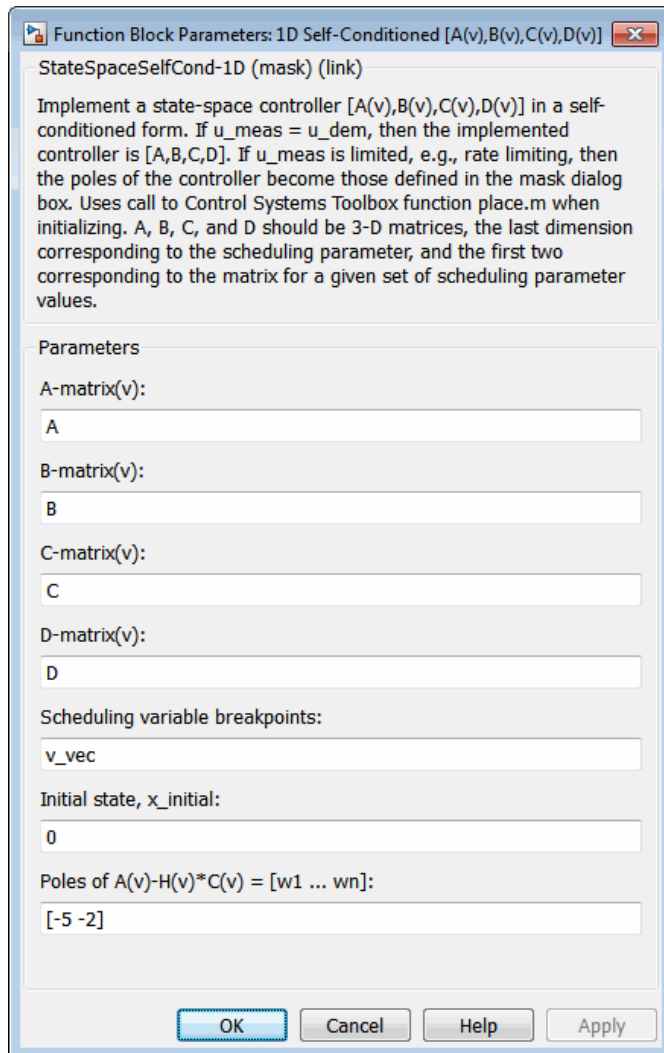 Function Block Parameters: 1D Self-Conditioned [A(v),B(v),C(v),D(v)]
StateSpaceSelfCond-1D (mask) (link)
Implement a state-space controller [A(v),B(v),C(v),D(v)] in a self-
conditioned form. If u_meas = u_dem, then the implemented
controller is [A,B,C,D]. If u_meas is limited, e.g., rate limiting, then
the poles of the controller become those defined in the mask dialog
box. Uses call to Control Systems Toolbox function place.m when
initializing. A, B, C, and D should be 3-D matrices, the last dimension
corresponding to the scheduling parameter, and the first two
corresponding to the matrix for a given set of scheduling parameter
values.
Parameters
A-matrix(v):
A
B-matrix(v):
B
C-matrix(v):
C
D-matrix(v):
D
Scheduling variable breakpoints:
v_vec
Initial state, x_initial:
0
Poles of A(v)-H(v)*C(v) = [w1 ... wn]:
[-5 -2]
OK Cancel Help Apply